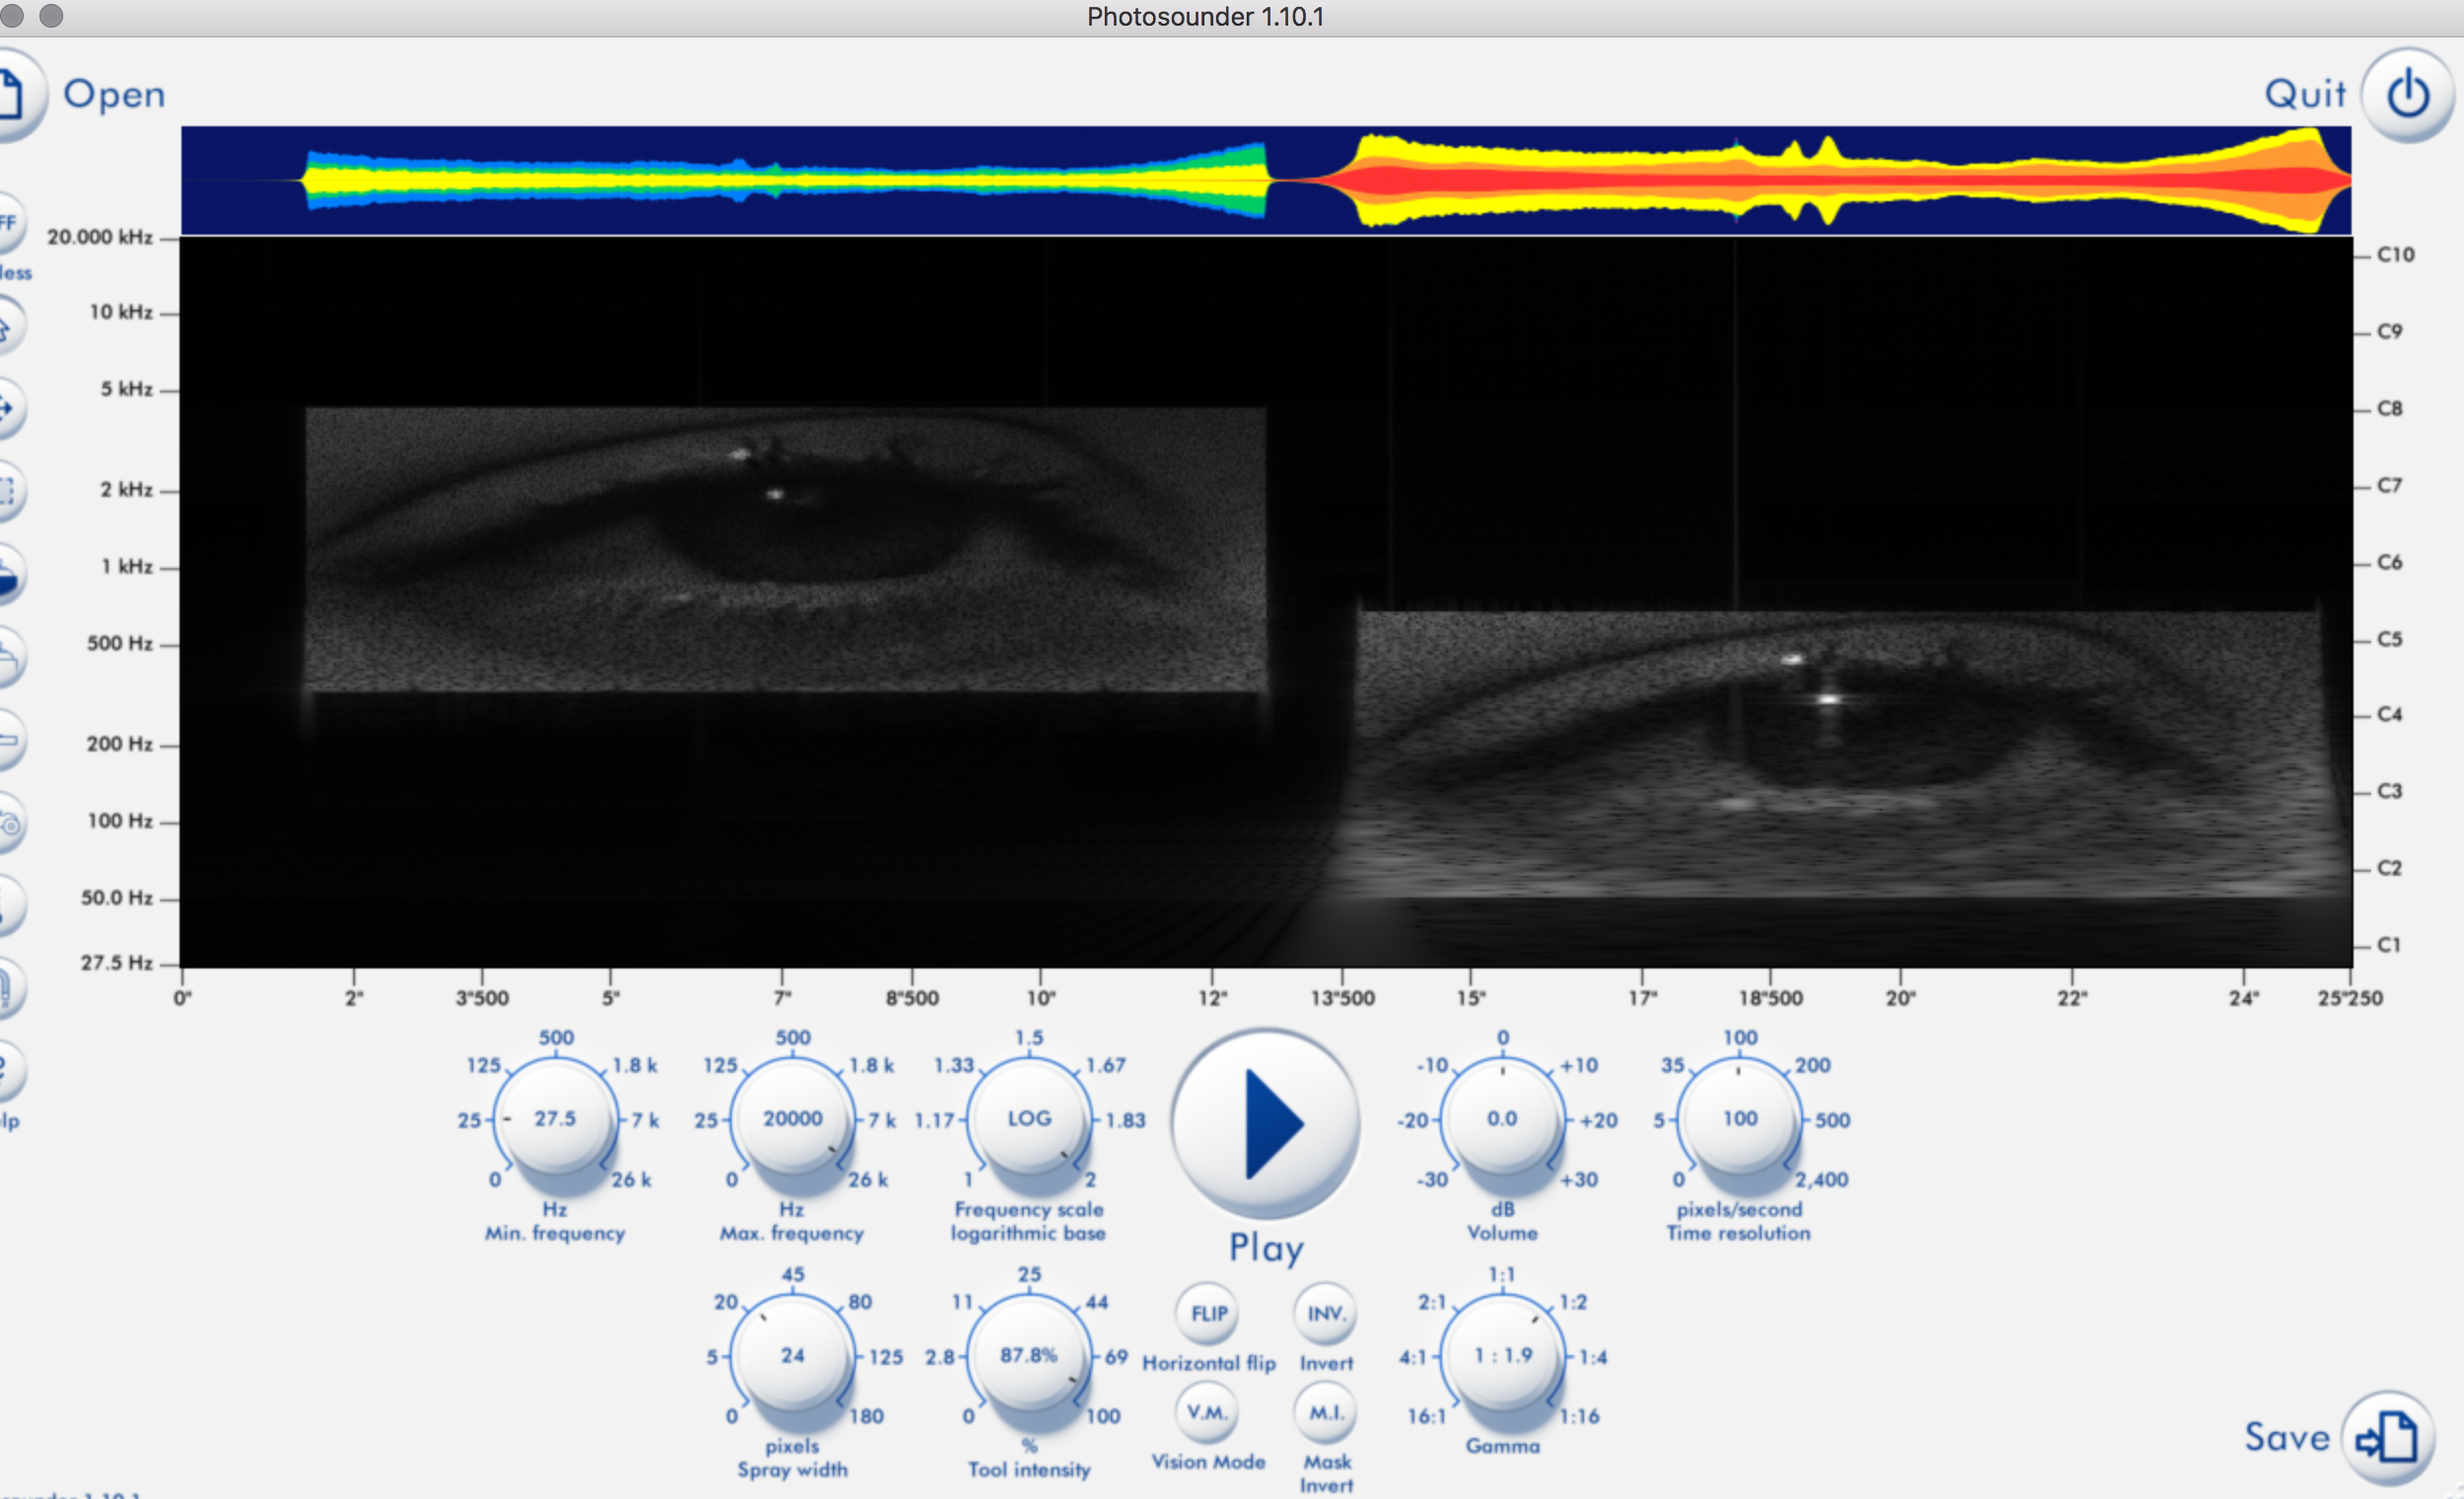 Photosounder 1.10.1
Open
Quit
FF
less
20.000 kHz
10 kHz
5 kHz
2 kHz
1 kHz
500 Hz
200 Hz
100 Hz
50.0 Hz
27.5 Hz
C10
C9
C8
C7
C6
C5
C4
C3
C2
C1
lp
0" 2" 3"500 5" 7" 8"500 10" 12" 13"500 15" 17" 18"500 20" 22" 24" 25"250
0 25 125 500 1.8 k 7 k 26 k
27.5
Hz
Min. frequency
0 25 125 500 1.8 k 7 k 26 k
20000
Hz
Max. frequency
1 1.17 1.33 1.5 1.67 1.83 2
LOG
Frequency scale
logarithmic base
Play
-30 -20 -10 0 +10 +20 +30
0.0
dB
Volume
0 5 35 100 200 500 2,400
100
pixels/second
Time resolution
0 5 20 45 80 125 180
24
pixels
Spray width
0 2.8 11 25 44 69 100
87.8%
%
Tool intensity
FLIP
Horizontal flip
INV.
Invert
V.M.
Vision Mode
M.I.
Mask
Invert
16:1 4:1 2:1 1:1 1:2 1:4 1:16
1 : 1.9
Gamma
Save